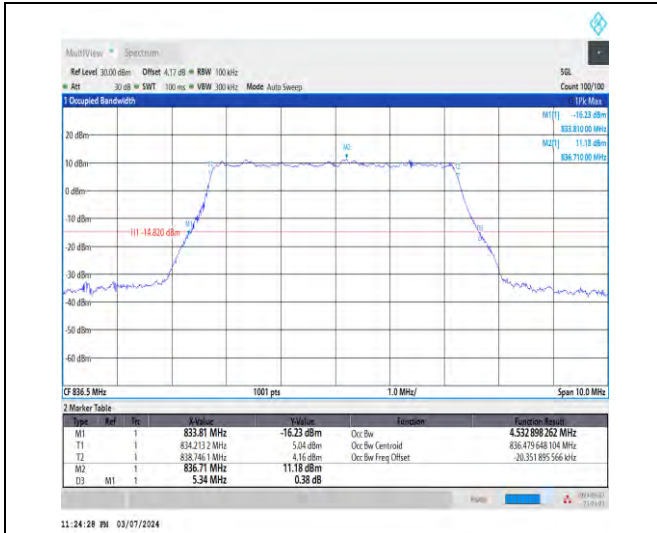 MultiView Spectrum
Ref Level 30.00 dBm Offset 4.17 dB RBW 100 kHz SGL
Att 30 dB SWT 100 ms VBW 300 kHz Mode Auto Sweep Count 100/100
1 Occupied Bandwidth 1Pk Max
M1[1] -16.23 dBm
833.810 00 MHz
M2[1] 11.18 dBm
836.710 00 MHz
20 dBm
M2
10 dBm
0 dBm
-10 dBm
M1
H1 -14.820 dBm
-20 dBm
-30 dBm
-40 dBm
-50 dBm
-60 dBm
CF 836.5 MHz 1001 pts 1.0 MHz/ Span 10.0 MHz
2 Marker Table
Type Ref Trc X-Value Y-Value Function Function Result
M1 1 833.81 MHz -16.23 dBm Occ Bw 4.532 898 262 MHz
T1 1 834.213 2 MHz 5.04 dBm Occ Bw Centroid 836.479 648 104 MHz
T2 1 838.746 1 MHz 4.16 dBm Occ Bw Freq Offset -20.351 895 566 kHz
M2 1 836.71 MHz 11.18 dBm
D3 M1 1 5.34 MHz 0.38 dB
11:24:28 PM 03/07/2024